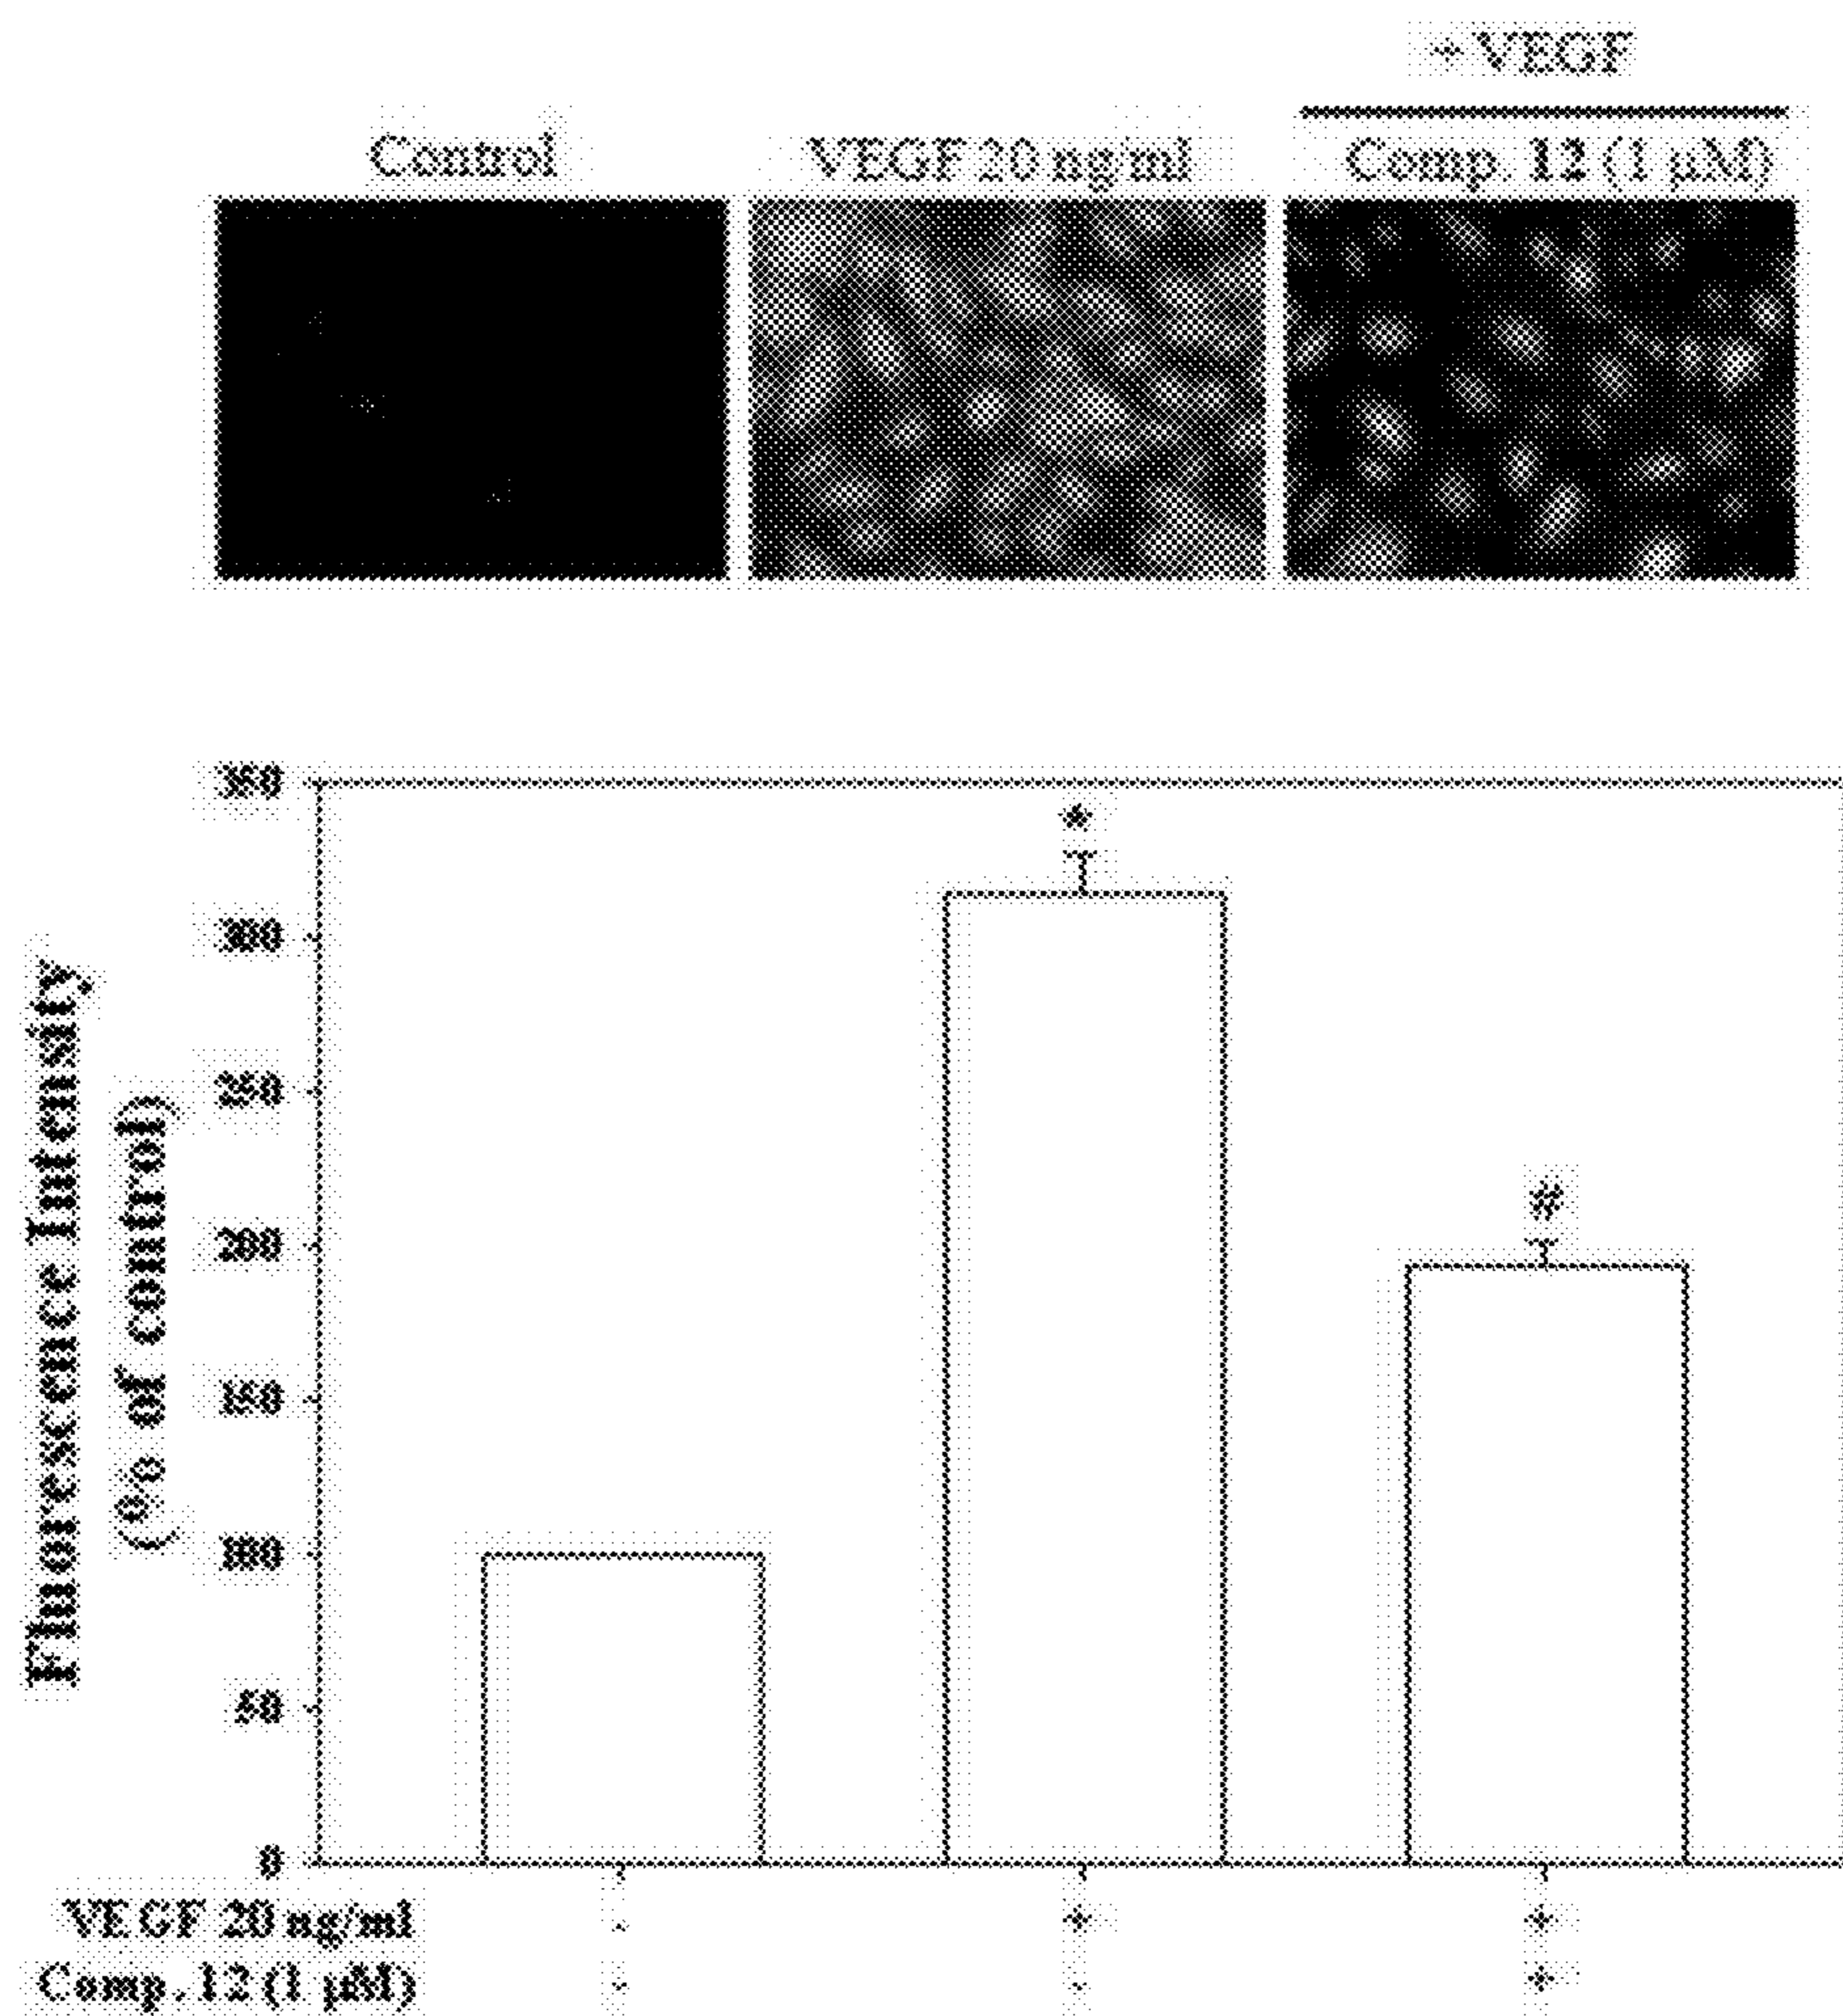 + VEGF
Control
VEGF 20 ng/ml
Comp. 12 (1 µM)
350
*
300
250
#
200
150
100
50
0
Fluorescence Intensity
(% of control)
VEGF 20 ng/ml - + +
Comp. 12 (1 µM) - - +